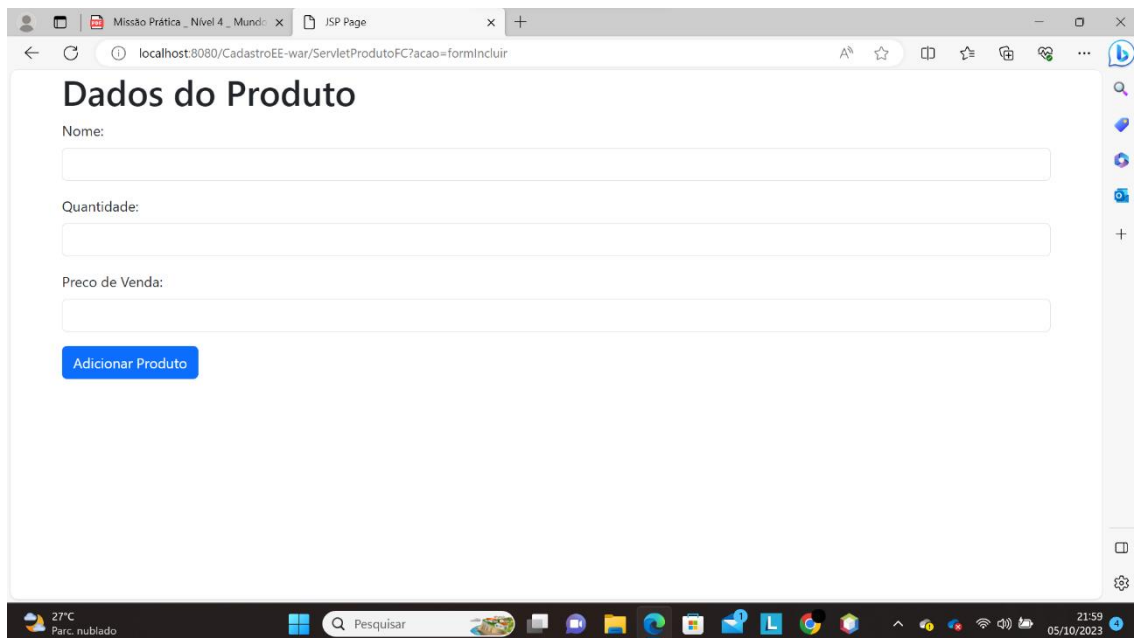 Missão Prática _ Nível 4 _ Mundo
JSP Page
localhost:8080/CadastroEE-war/ServletProdutoFC?acao=formIncluir
Dados do Produto
Nome:
Quantidade:
Preco de Venda:
Adicionar Produto
27°C
Parc. nublado
Pesquisar
21:59
05/10/2023